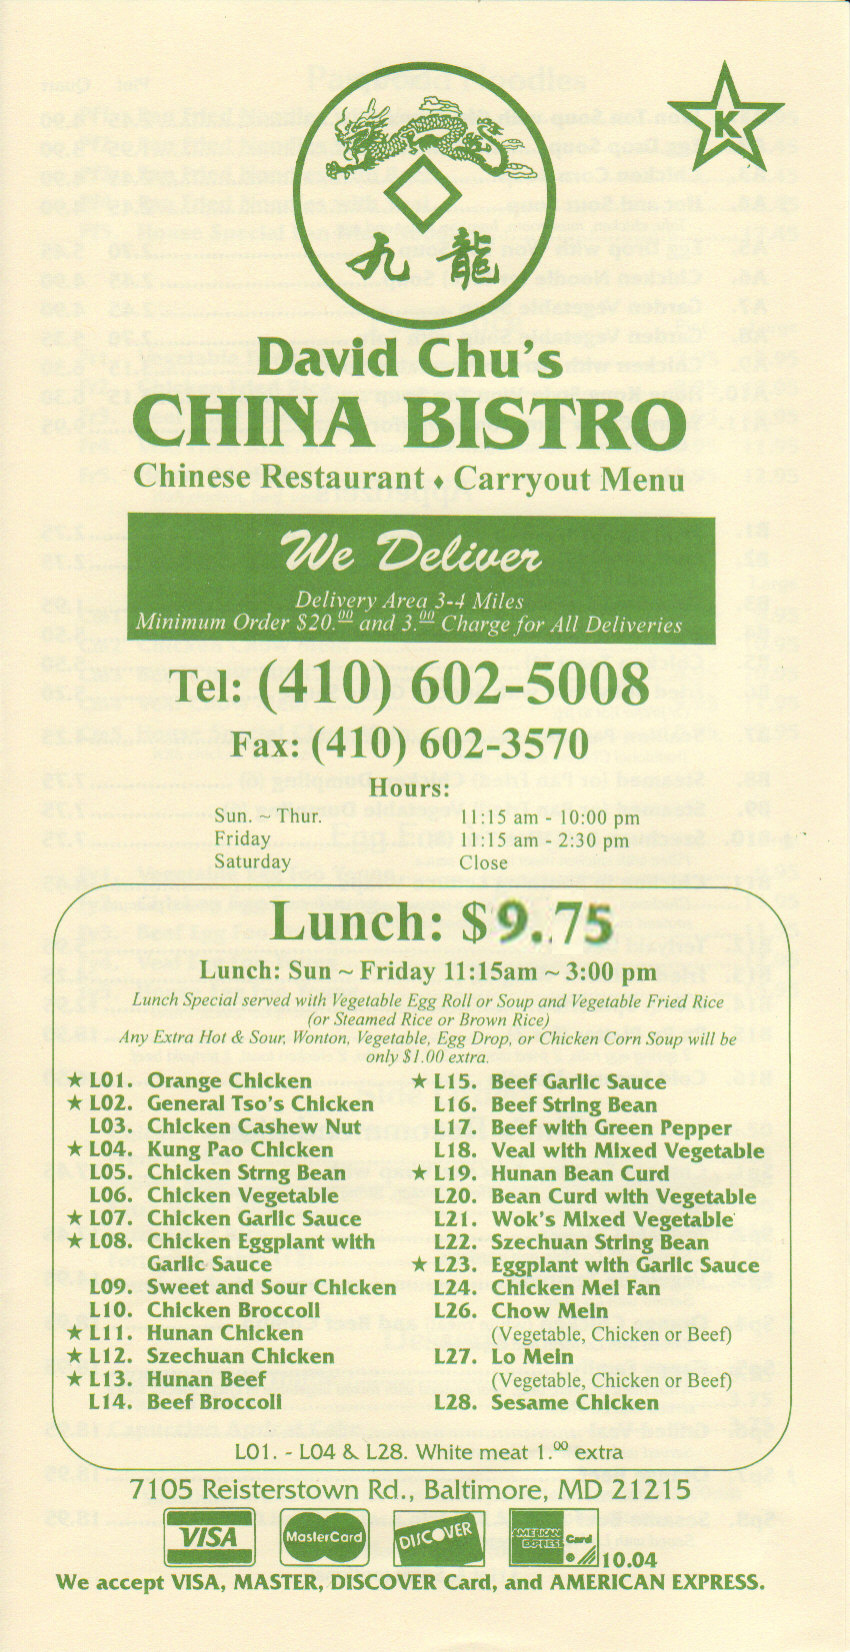 K
九龍
David Chu's
CHINA BISTRO
Chinese Restaurant ♦ Carryout Menu
We Deliver
Delivery Area 3-4 Miles
Minimum Order $20.00 and 3.00 Charge for All Deliveries
Tel: (410) 602-5008
Fax: (410) 602-3570
Hours:
Sun. ~ Thur. 11:15 am - 10:00 pm
Friday 11:15 am - 2:30 pm
Saturday Close
Lunch: $9.75
Lunch: Sun ~ Friday 11:15am ~ 3:00 pm
Lunch Special served with Vegetable Egg Roll or Soup and Vegetable Fried Rice
(or Steamed Rice or Brown Rice)
Any Extra Hot & Sour, Wonton, Vegetable, Egg Drop, or Chicken Corn Soup will be
only $1.00 extra.
★ L01. Orange Chicken
★ L02. General Tso's Chicken
L03. Chicken Cashew Nut
★ L04. Kung Pao Chicken
L05. Chicken Strng Bean
L06. Chicken Vegetable
★ L07. Chicken Garlic Sauce
★ L08. Chicken Eggplant with
Garlic Sauce
L09. Sweet and Sour Chicken
L10. Chicken Broccoli
★ L11. Hunan Chicken
★ L12. Szechuan Chicken
★ L13. Hunan Beef
L14. Beef Broccoli
★ L15. Beef Garlic Sauce
L16. Beef String Bean
L17. Beef with Green Pepper
L18. Veal with Mixed Vegetable
★ L19. Hunan Bean Curd
L20. Bean Curd with Vegetable
L21. Wok's Mixed Vegetable
L22. Szechuan String Bean
★ L23. Eggplant with Garlic Sauce
L24. Chicken Mei Fan
L26. Chow Mein
(Vegetable, Chicken or Beef)
L27. Lo Mein
(Vegetable, Chicken or Beef)
L28. Sesame Chicken
L01. - L04 & L28. White meat 1.00 extra
7105 Reisterstown Rd., Baltimore, MD 21215
VISA MasterCard DISCOVER AMERICAN EXPRESS Card
10.04
We accept VISA, MASTER, DISCOVER Card, and AMERICAN EXPRESS.